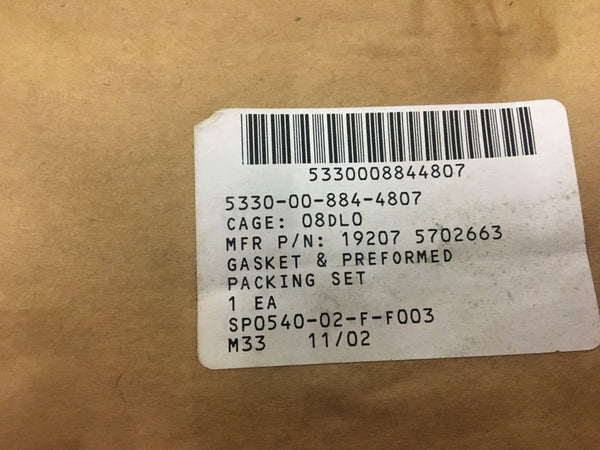 5330008844807
5330-00-884-4807
CAGE: 08DL0
MFR P/N: 19207 5702663
GASKET & PREFORMED
PACKING SET
1 EA
SP0540-02-F-F003
M33 11/02